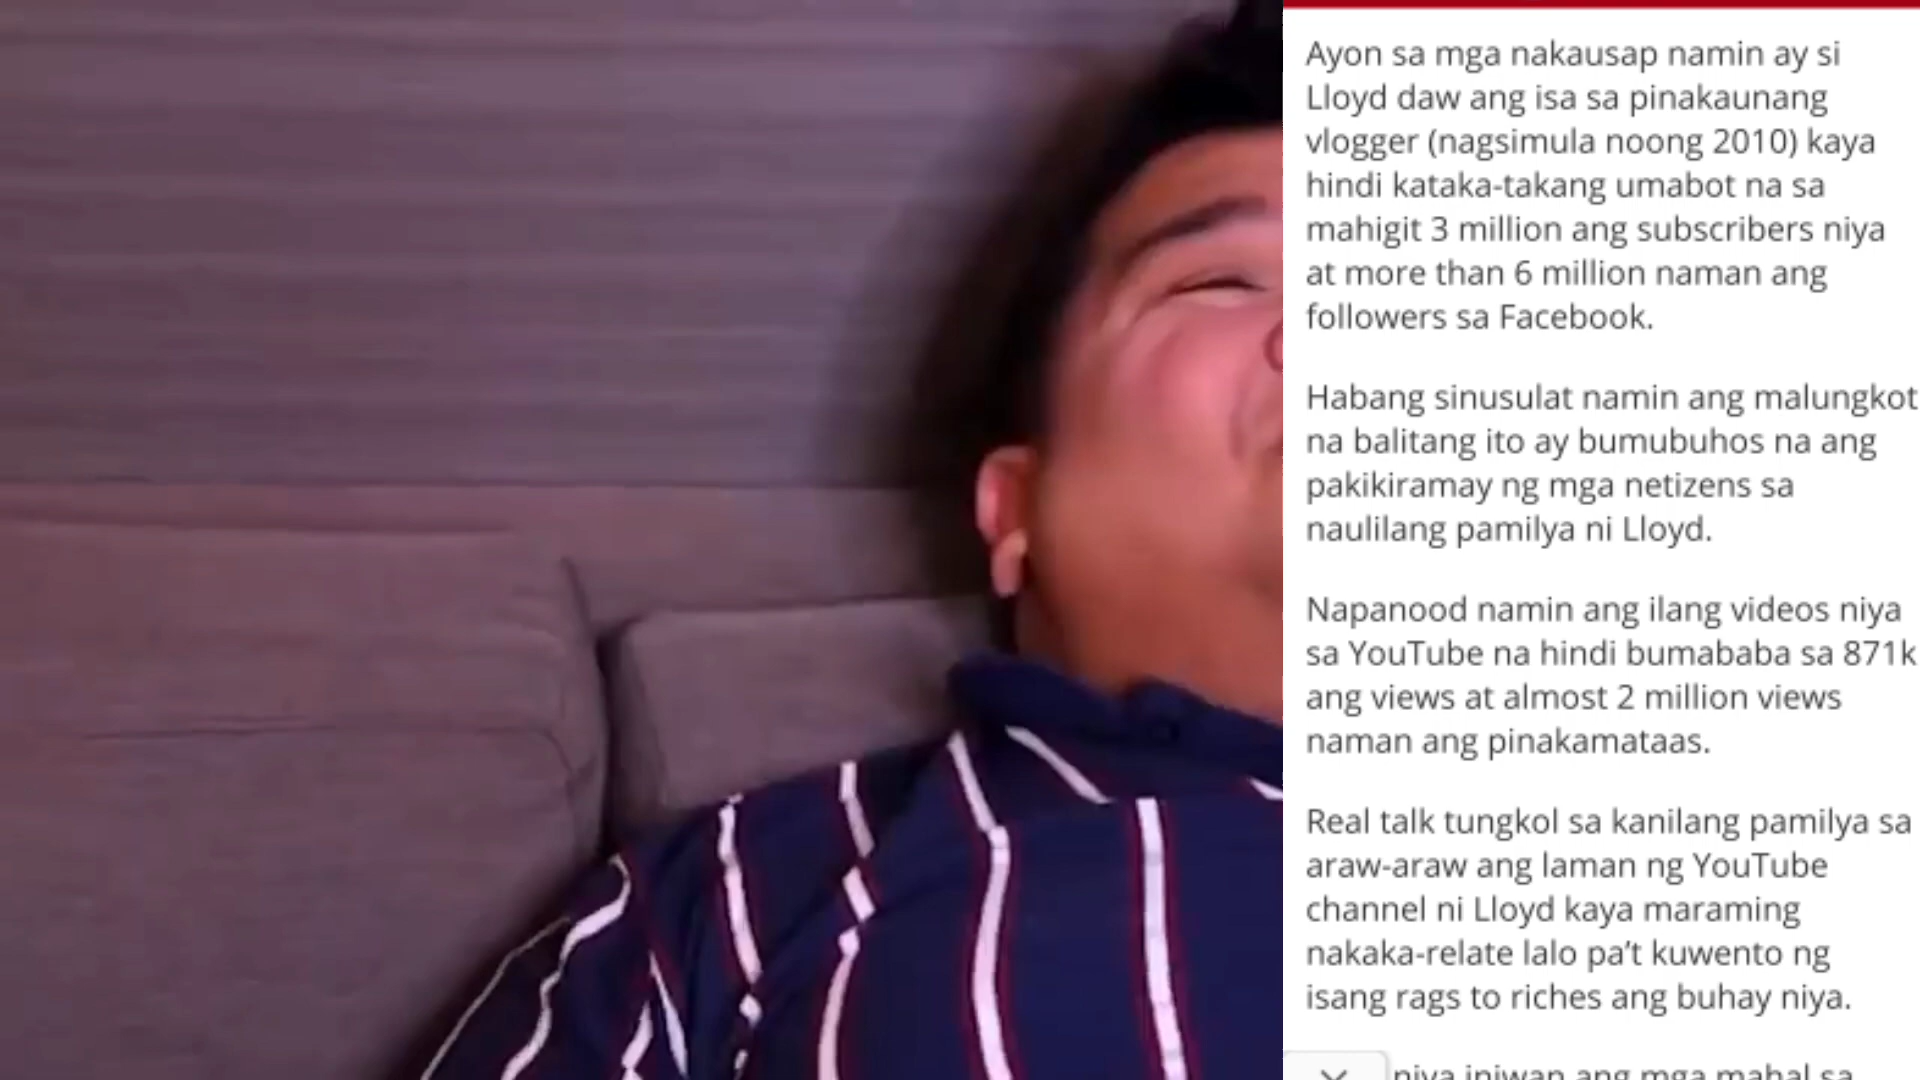 Ayon sa mga nakausap namin ay si
Lloyd daw ang isa sa pinakaunang
vlogger (nagsimula noong 2010) kaya
hindi kataka-takang umabot na sa
mahigit 3 million ang subscribers niya
at more than 6 million naman ang
followers sa Facebook.
Habang sinusulat namin ang malungkot
na balitang ito ay bumubuhos na ang
pakikiramay ng mga netizens sa
naulilang pamilya ni Lloyd.
Napanood namin ang ilang videos niya
sa YouTube na hindi bumababa sa 871k
ang views at almost 2 million views
naman ang pinakamataas.
Real talk tungkol sa kanilang pamilya sa
araw-araw ang laman ng YouTube
channel ni Lloyd kaya maraming
nakaka-relate lalo pa’t kuwento ng
isang rags to riches ang buhay niya.
niya iniwan ang mga mahal sa